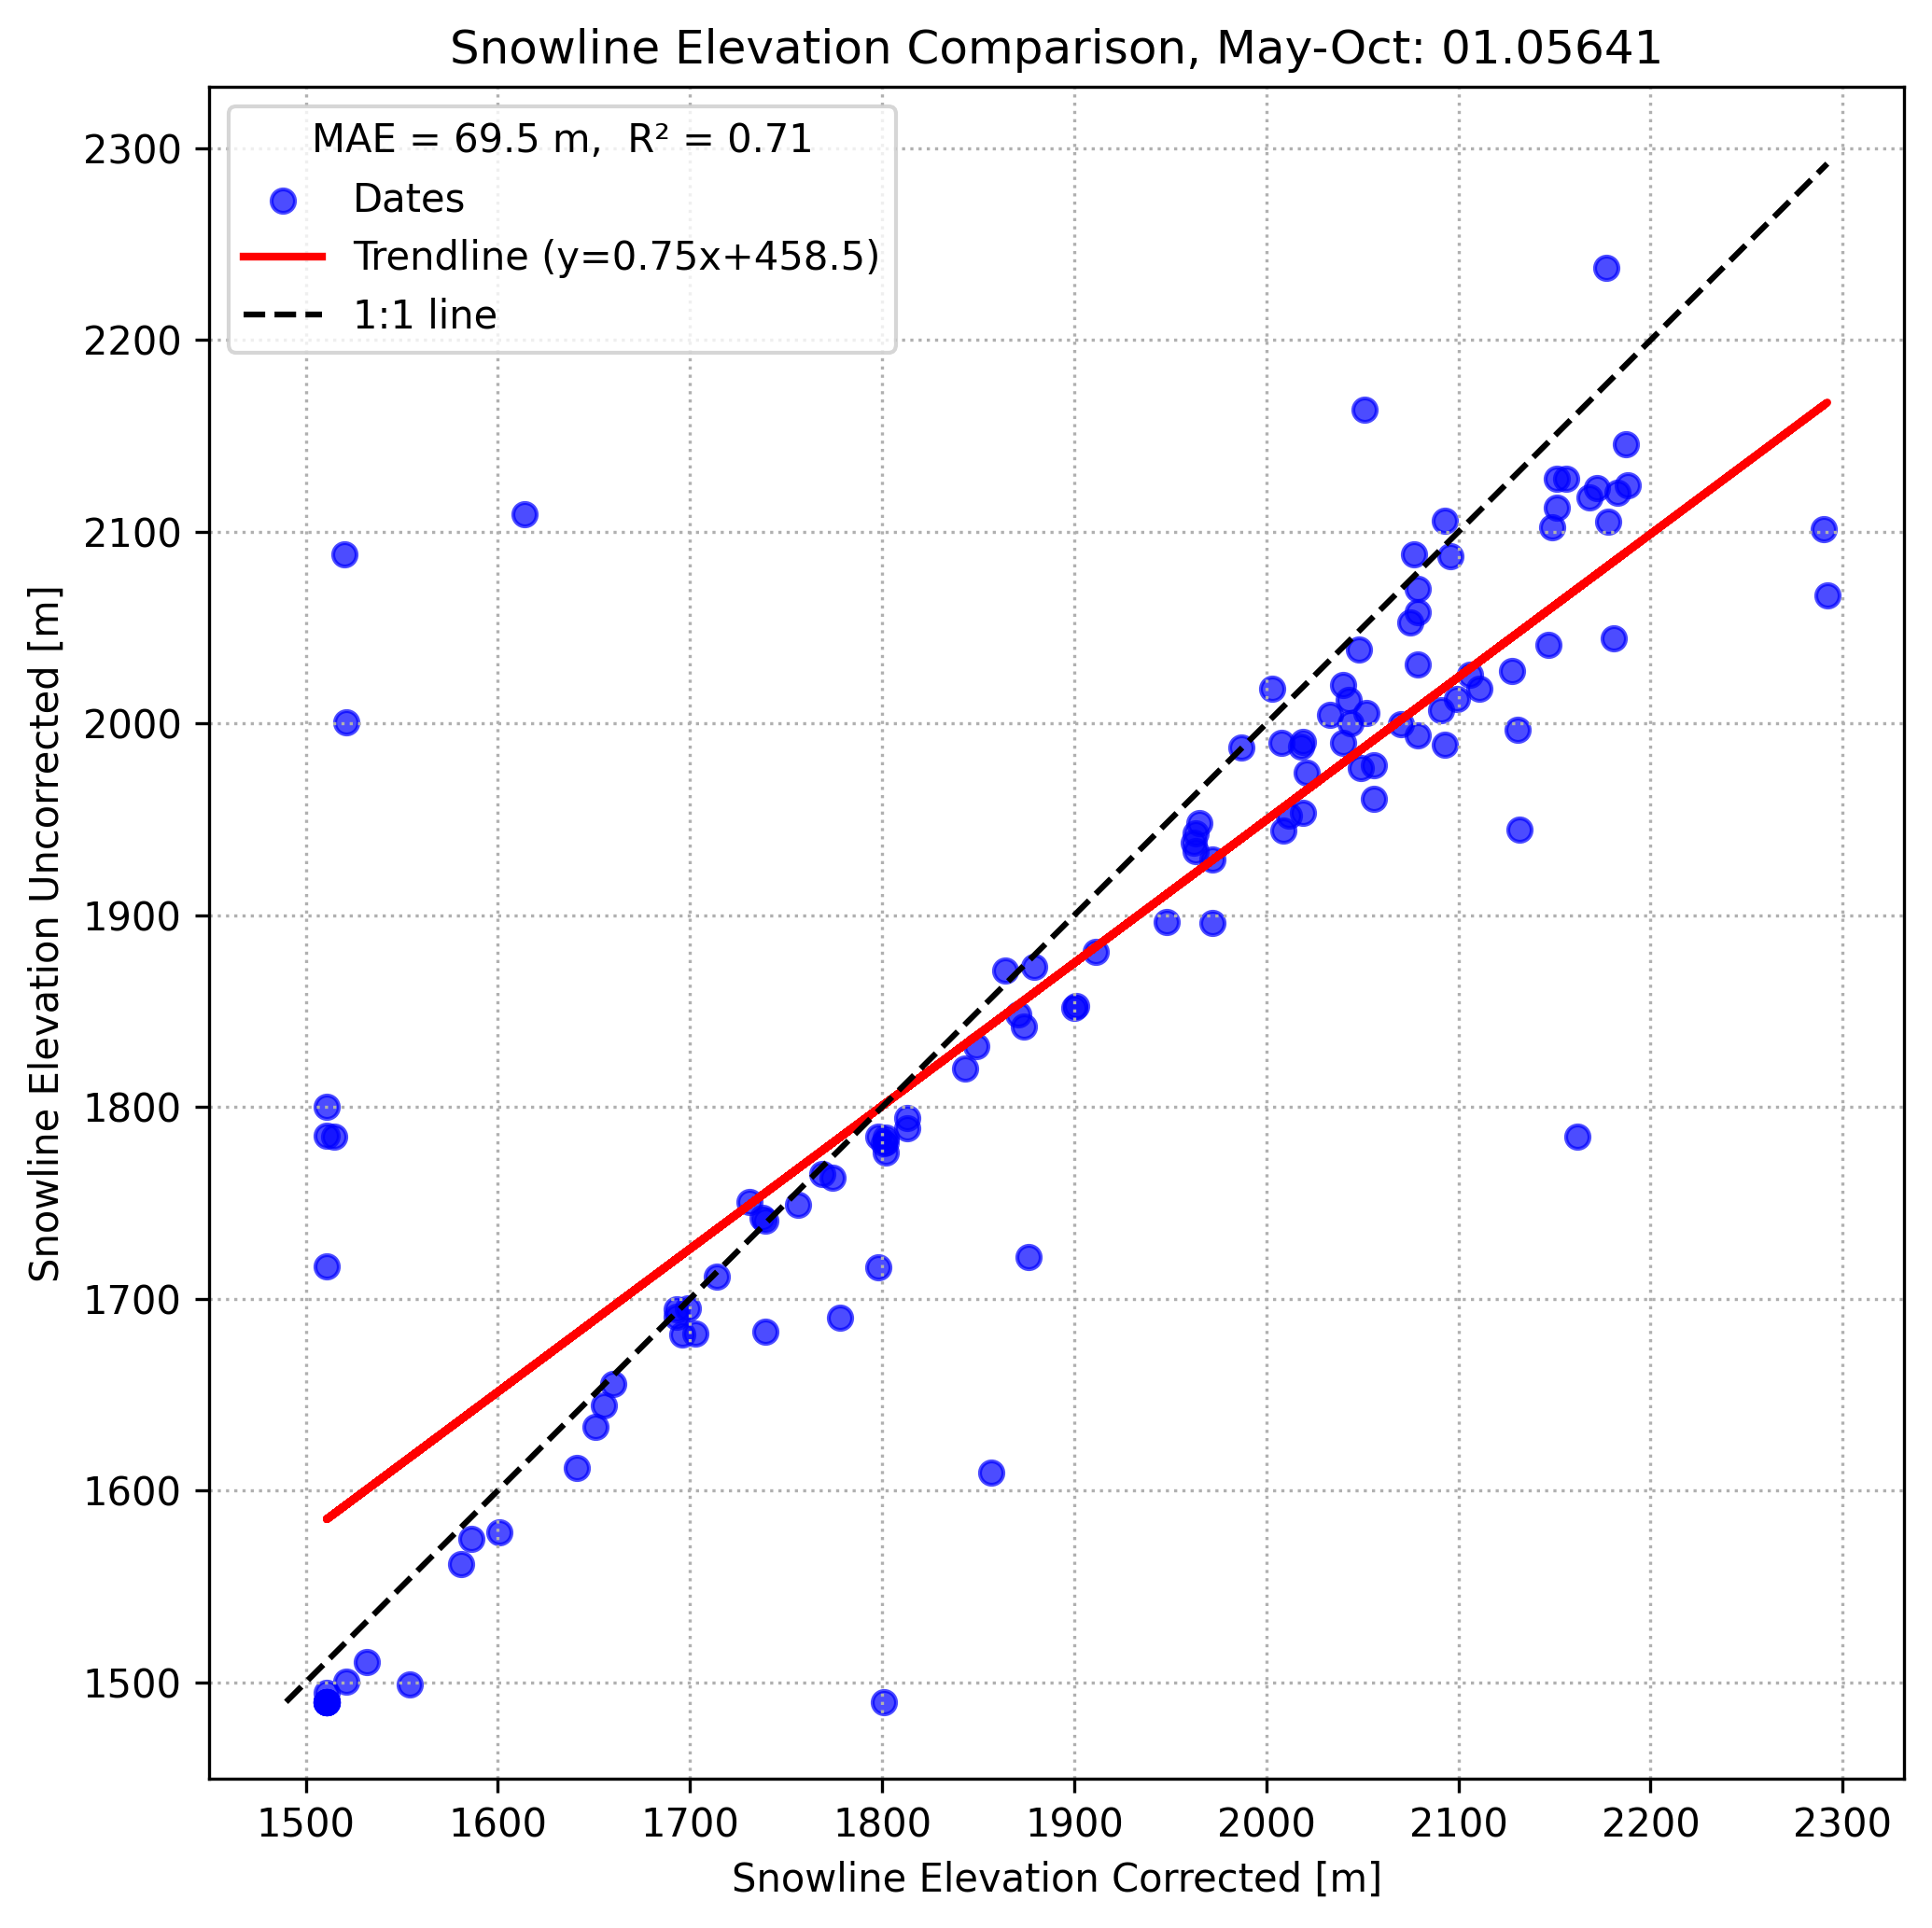 Snowline Elevation Comparison, May-Oct: 01.05641
MAE = 69.5 m,  R² = 0.71
Dates
Trendline (y=0.75x+458.5)
1:1 line
2300
2200
2100
2000
1900
1800
1700
1600
1500
Snowline Elevation Uncorrected [m]
1500 1600 1700 1800 1900 2000 2100 2200 2300
Snowline Elevation Corrected [m]